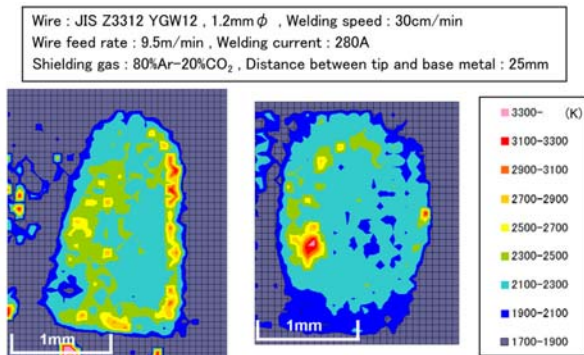 Wire : JIS Z3312 YGW12 , 1.2mmφ , Welding speed : 30cm/min
Wire feed rate : 9.5m/min , Welding current : 280A
Shielding gas : 80%Ar-20%CO₂ , Distance between tip and base metal : 25mm
3300- (K)
3100-3300
2900-3100
2700-2900
2500-2700
2300-2500
2100-2300
1900-2100
1700-1900
1mm
1mm